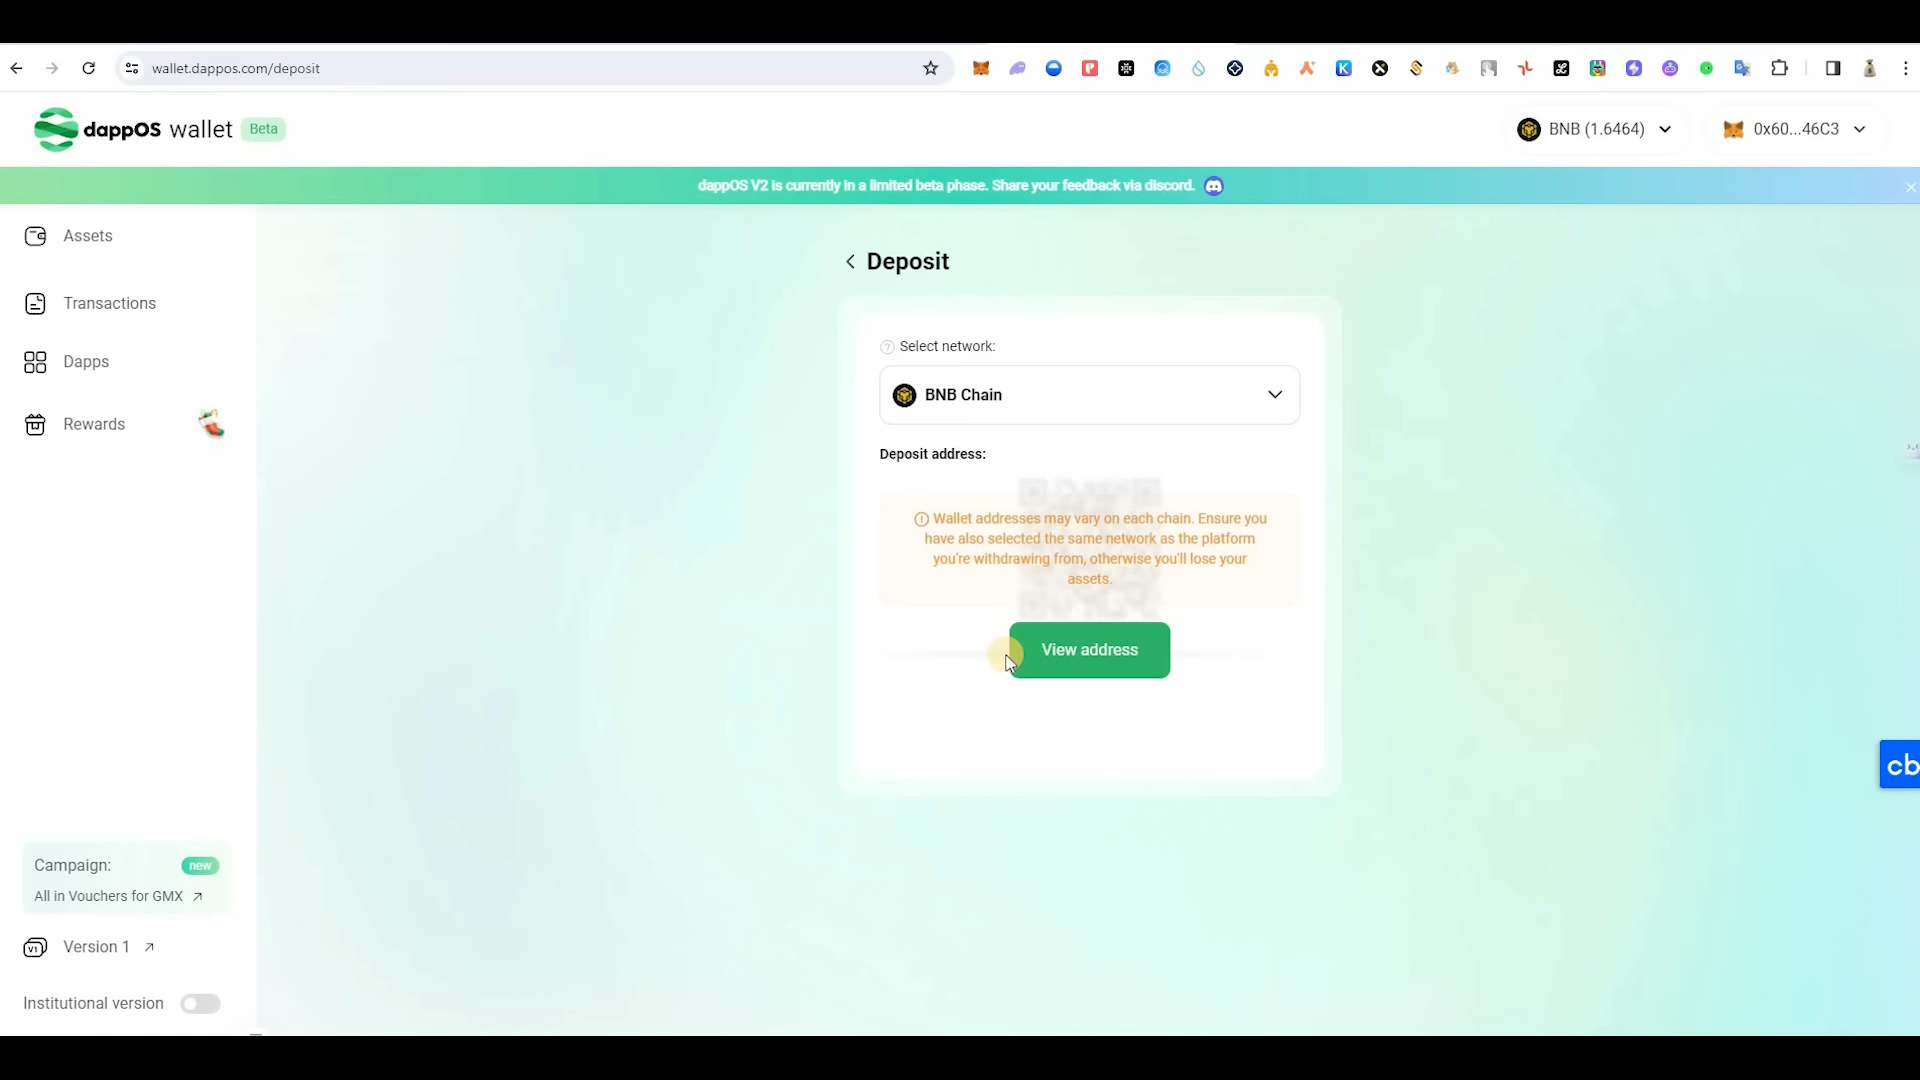 wallet.dappos.com/deposit
dappOS wallet Beta
BNB (1.6464)
0x60...46C3
dappOS V2 is currently in a limited beta phase. Share your feedback via discord.
Assets
Transactions
Dapps
Rewards
Deposit
Select network:
BNB Chain
Deposit address:
Wallet addresses may vary on each chain. Ensure you
have also selected the same network as the platform
you're withdrawing from, otherwise you'll lose your
assets.
View address
cb
Campaign: new
All in Vouchers for GMX
V1 Version 1
Institutional version